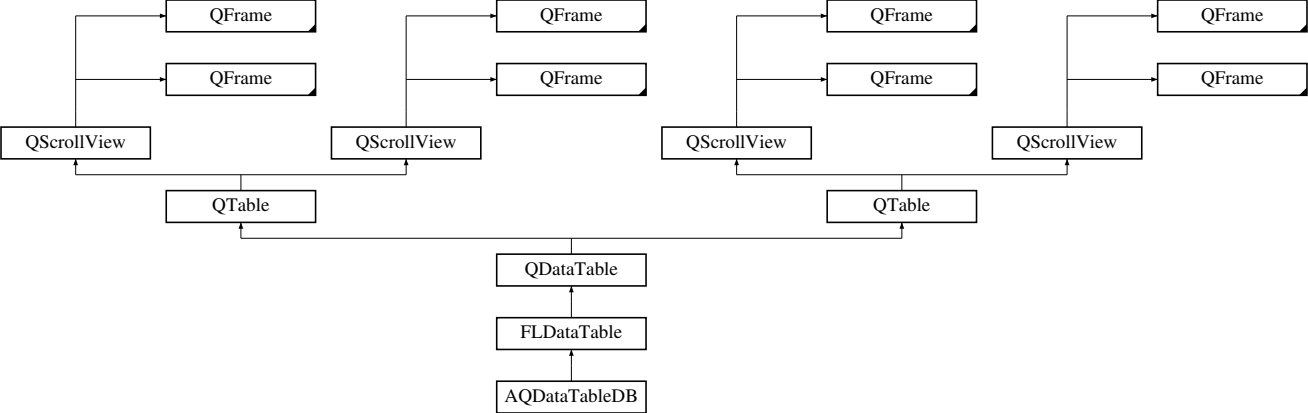 QFrame QFrame QFrame QFrame
QFrame QFrame QFrame QFrame
QScrollView QScrollView QScrollView QScrollView
QTable QTable
QDataTable
FLDataTable
AQDataTableDB